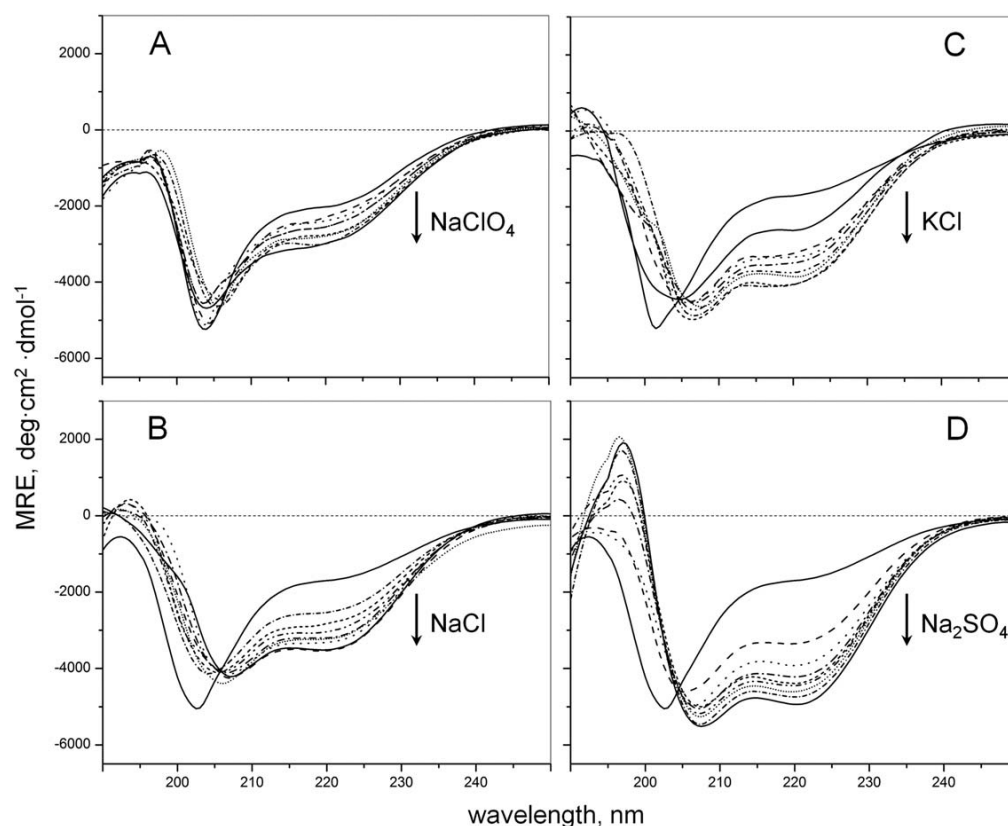 A
C
2000
0
-2000
-4000
-6000
NaClO4
KCl
B
D
2000
0
-2000
-4000
-6000
NaCl
Na2SO4
200 210 220 230 240
200 210 220 230 240
MRE, deg·cm2 ·dmol-1
wavelength, nm